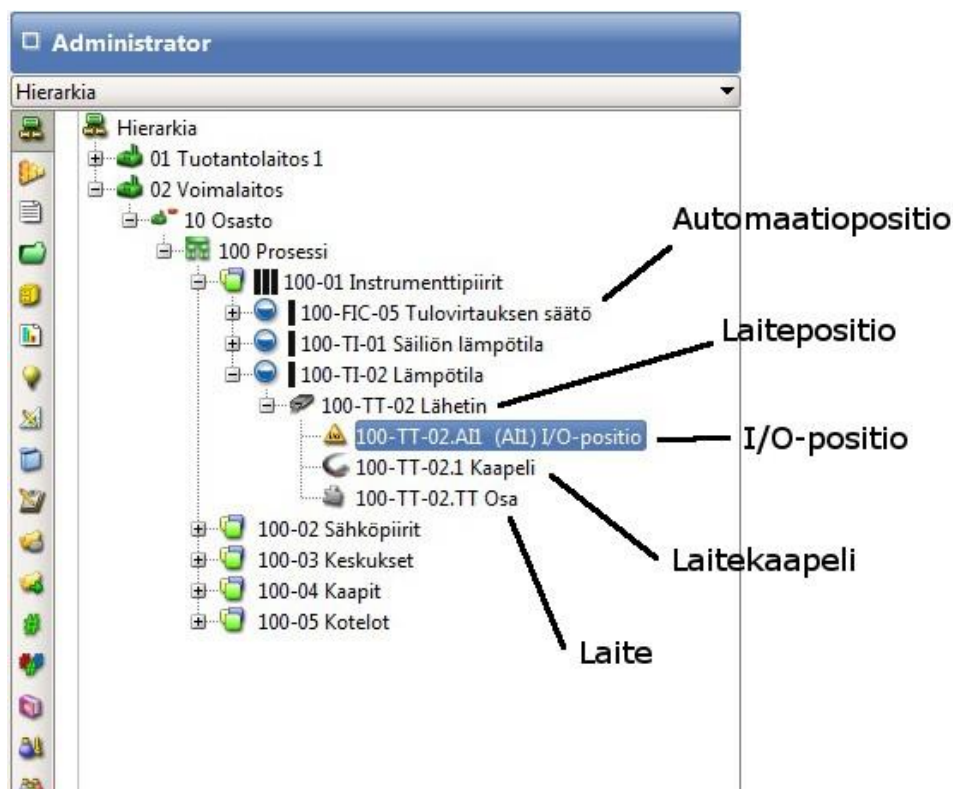 Administrator
Hierarkia
Hierarkia
01 Tuotantolaitos 1
02 Voimalaitos
10 Osasto
100 Prosessi
100-01 Instrumenttipiirit
100-FIC-05 Tulovirtauksen säätö
100-TI-01 Säiliön lämpötila
100-TI-02 Lämpötila
100-TT-02 Lähetin
100-TT-02.AI1 (AI1) I/O-positio
100-TT-02.1 Kaapeli
100-TT-02.TT Osa
100-02 Sähköpiirit
100-03 Keskukset
100-04 Kaapit
100-05 Kotelot
Automaatiopositio
Laitepositio
I/O-positio
Laitekaapeli
Laite